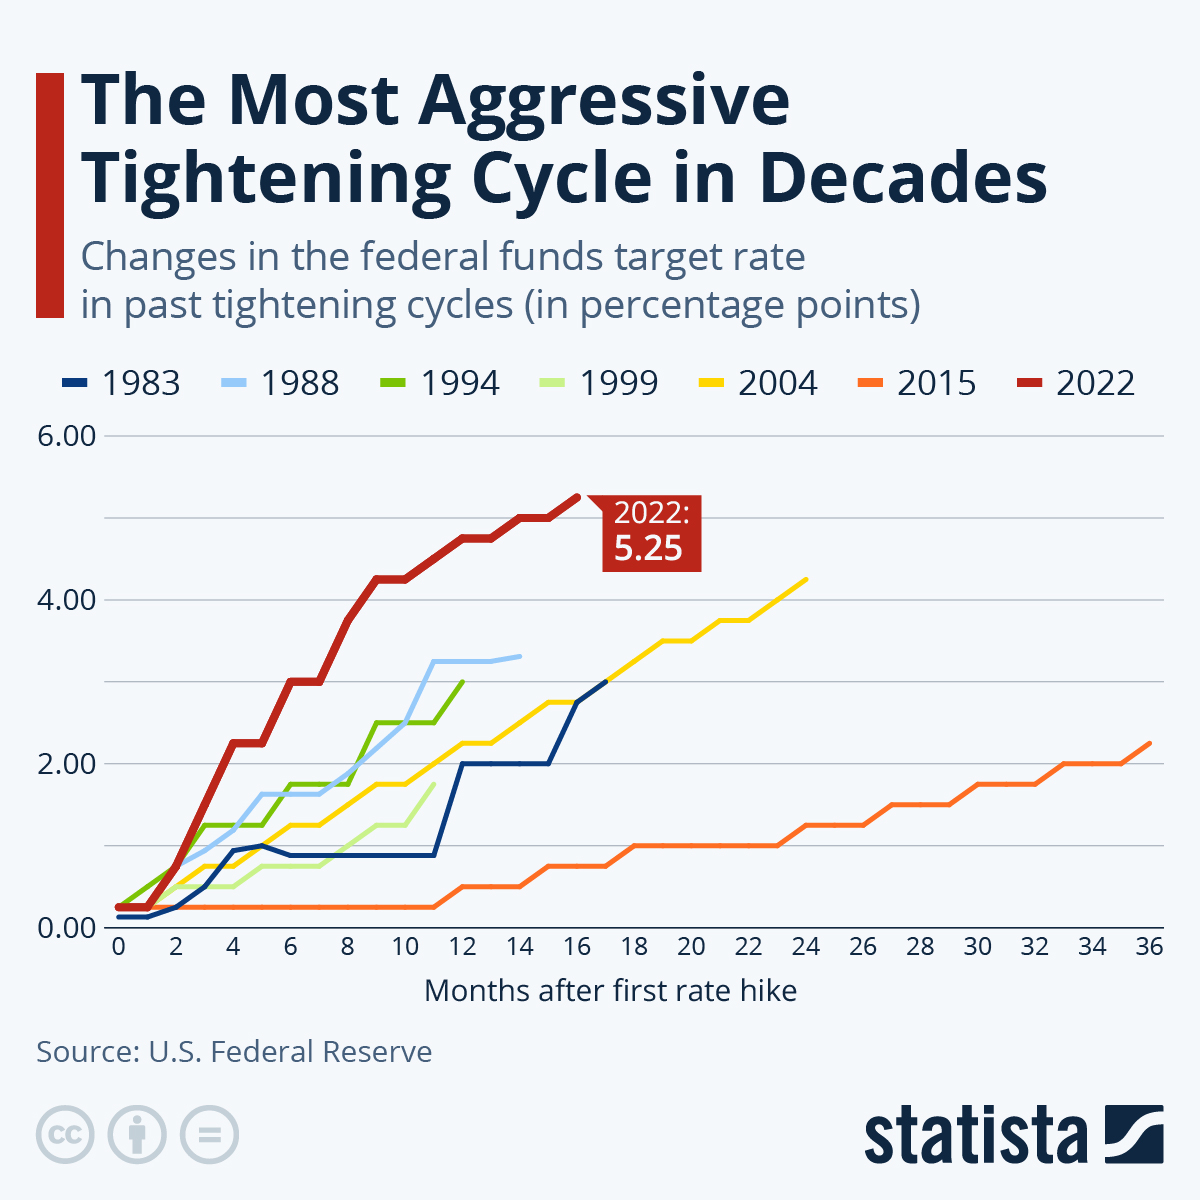 The Most Aggressive
Tightening Cycle in Decades
Changes in the federal funds target rate
in past tightening cycles (in percentage points)
1983 1988 1994 1999 2004 2015 2022
6.00
2022:
5.25
4.00
2.00
0.00
0 2 4 6 8 10 12 14 16 18 20 22 24 26 28 30 32 34 36
Months after first rate hike
Source: U.S. Federal Reserve
cc
statista